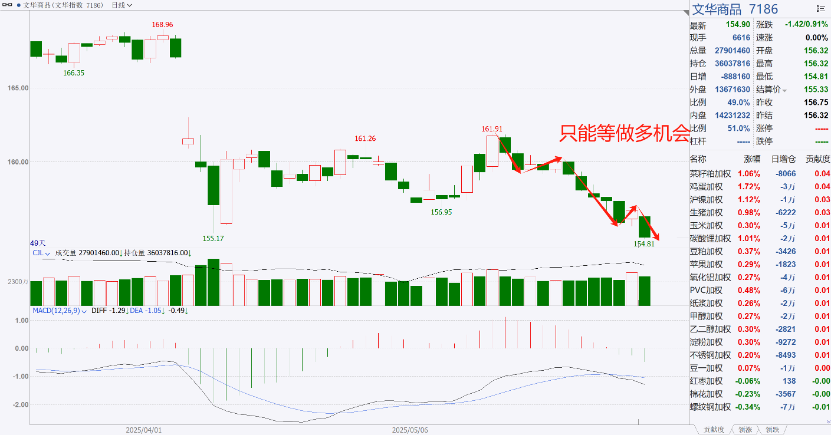 文华商品(文华指数 7186) 日线
文华商品 7186
168.96
166.35
165.00
161.91
只能等做多机会
161.26
160.00
156.95
155.17
154.81
49天
CJL 成交量 27901460.00↓持仓量 36037816.00↓
2300万
MACD(12,26,9) DIFF -1.29↓DEA -1.05↓ -0.49↓
1.00
0.00
-1.00
-2.00
2025/04/01
2025/05/06
最新 154.90 涨跌 -1.42/0.91%
现手 6616 速涨 0.00%
总量 27901460 开盘 156.32
持仓 36037816 最高 156.32
日增 -888160 最低 154.81
外盘 13671630 结算价 155.33
比例 49.0% 昨收 156.75
内盘 14231232 昨结 156.32
比例 51.0% 涨停 -----
杠杆 ----- 跌停 -----
名称 涨幅 日增仓 贡献度
菜籽粕加权 1.06% -8066 0.04
鸡蛋加权 1.72% -3万 0.04
沪银加权 1.12% -1万 0.03
生猪加权 0.98% -6222 0.03
玉米加权 0.30% -5万 0.01
碳酸锂加权 1.01% -2万 0.01
豆粕加权 0.37% -3426 0.01
苹果加权 0.29% -1823 0.01
氧化铝加权 0.27% -4万 0.01
PVC加权 0.48% -6万 0.01
纸浆加权 0.26% -2万 0.01
甲醇加权 0.27% -2万 0.01
乙二醇加权 0.30% -2821 0.01
淀粉加权 0.30% -9272 0.01
不锈钢加权 0.20% -8493 0.01
豆一加权 0.07% -1万 0.00
红枣加权 -0.06% 138 -0.00
棉花加权 -0.23% -3567 -0.00
螺纹钢加权 -0.34% -7万 -0.01
贡献度 领涨 领跌